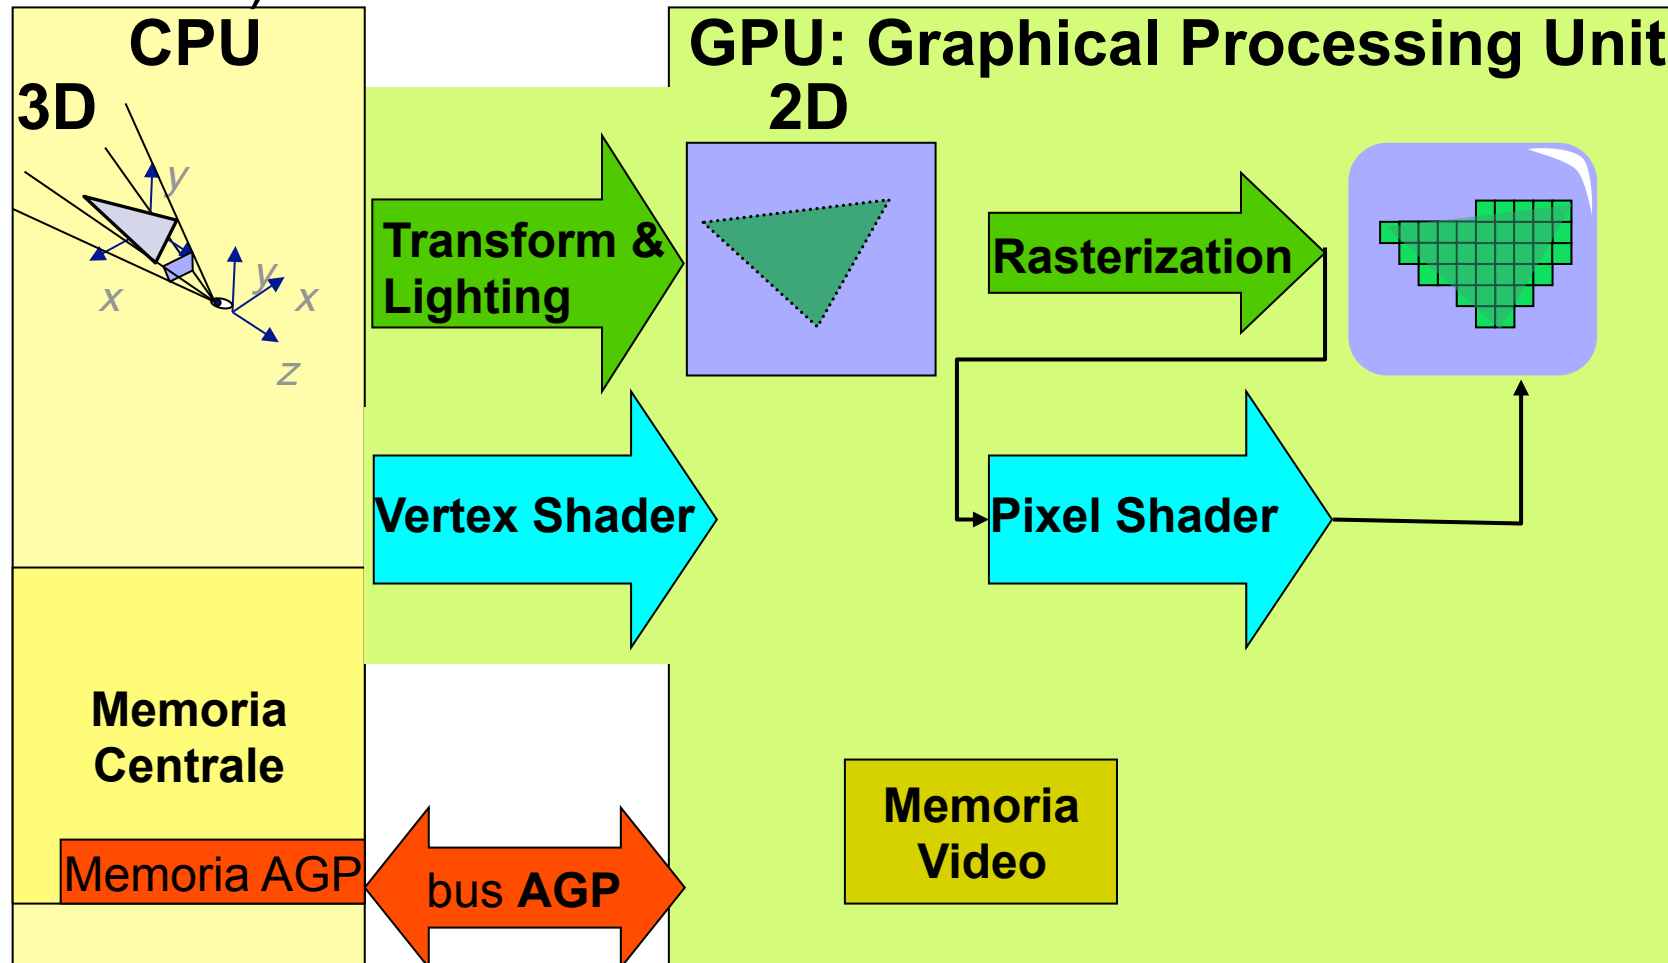 CPU
GPU: Graphical Processing Unit
3D
2D
y
x
y
x
z
Transform &
Lighting
Rasterization
Vertex Shader
Pixel Shader
Memoria
Centrale
Memoria AGP
bus AGP
Memoria
Video